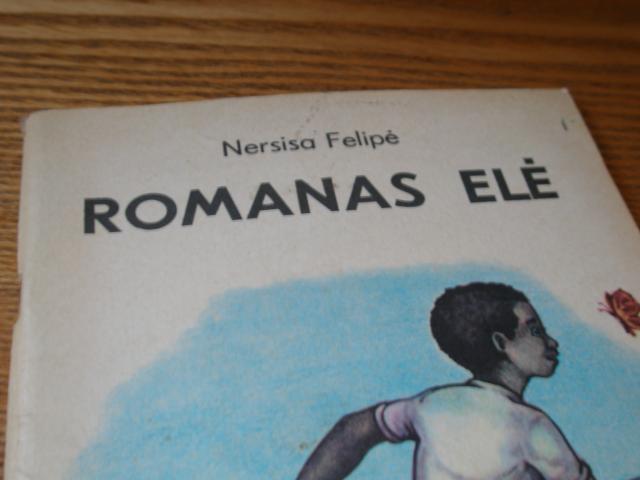 Nersisa Felipė
ROMANAS ELĖ